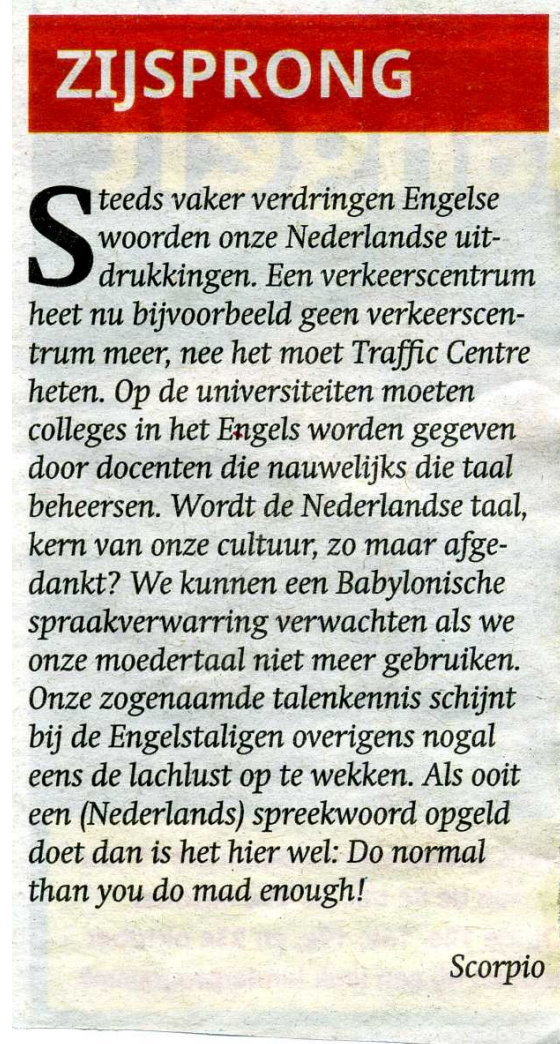 ZIJSPRONG
Steeds vaker verdringen Engelse
woorden onze Nederlandse uit-
drukkingen. Een verkeerscentrum
heet nu bijvoorbeeld geen verkeerscen-
trum meer, nee het moet Traffic Centre
heten. Op de universiteiten moeten
colleges in het Engels worden gegeven
door docenten die nauwelijks die taal
beheersen. Wordt de Nederlandse taal,
kern van onze cultuur, zo maar afge-
dankt? We kunnen een Babylonische
spraakverwarring verwachten als we
onze moedertaal niet meer gebruiken.
Onze zogenaamde talenkennis schijnt
bij de Engelstaligen overigens nogal
eens de lachlust op te wekken. Als ooit
een (Nederlands) spreekwoord opgeld
doet dan is het hier wel: Do normal
than you do mad enough!
Scorpio